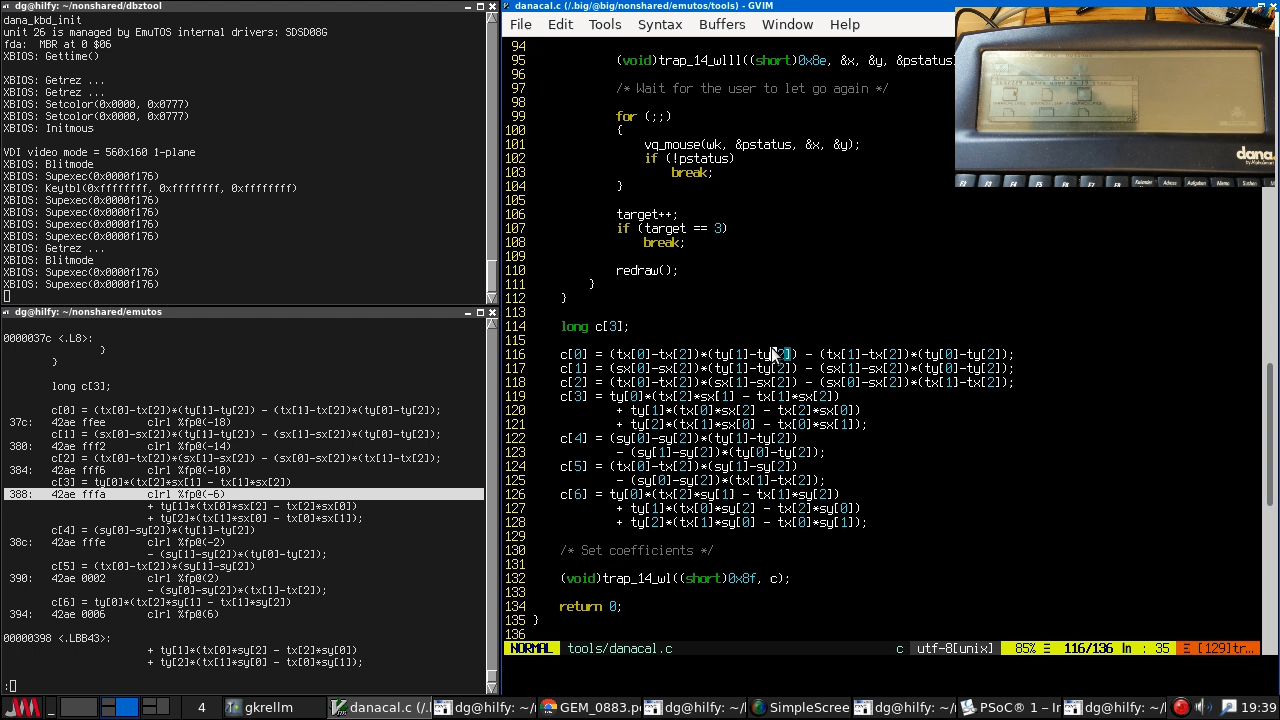 dg@hilfy: ~/nonshared/dbztool
dana_kbd_init
unit 26 is managed by EmuTOS internal drivers: SDSD08G
fda:  MBR at 0 $06
XBIOS: Gettime()
XBIOS: Getrez ...
XBIOS: Getrez ...
XBIOS: Setcolor(0x0000, 0x0777)
XBIOS: Setcolor(0x0000, 0x0777)
XBIOS: Initmous
VDI video mode = 560x160 1-plane
XBIOS: Blitmode
XBIOS: Supexec(0x0000f176)
XBIOS: Keytbl(0xffffffff, 0xffffffff, 0xffffffff)
XBIOS: Supexec(0x0000f176)
XBIOS: Supexec(0x0000f176)
XBIOS: Supexec(0x0000f176)
XBIOS: Supexec(0x0000f176)
XBIOS: Getrez ...
XBIOS: Blitmode
XBIOS: Supexec(0x0000f176)
XBIOS: Supexec(0x0000f176)
dg@hilfy: ~/nonshared/emutos
0000037c <.L8>:
}
}
long c[3];
c[0] = (tx[0]-tx[2])*(ty[1]-ty[2]) - (tx[1]-tx[2])*(ty[0]-ty[2]);
37c:   42ae ffee       clrl %fp@(-18)
c[1] = (sx[0]-sx[2])*(ty[1]-ty[2]) - (sx[1]-sx[2])*(ty[0]-ty[2]);
380:   42ae fff2       clrl %fp@(-14)
c[2] = (tx[0]-tx[2])*(sx[1]-sx[2]) - (sx[0]-sx[2])*(tx[1]-tx[2]);
384:   42ae fff6       clrl %fp@(-10)
c[3] = ty[0]*(tx[2]*sx[1] - tx[1]*sx[2])
388:   42ae fffa       clrl %fp@(-6)
+ ty[1]*(tx[0]*sx[2] - tx[2]*sx[0])
+ ty[2]*(tx[1]*sx[0] - tx[0]*sx[1]);
c[4] = (sy[0]-sy[2])*(ty[1]-ty[2])
38c:   42ae fffe       clrl %fp@(-2)
- (sy[1]-sy[2])*(ty[0]-ty[2]);
c[5] = (tx[0]-tx[2])*(sy[1]-sy[2])
390:   42ae 0002       clrl %fp@(2)
- (sy[0]-sy[2])*(tx[1]-tx[2]);
c[6] = ty[0]*(tx[2]*sy[1] - tx[1]*sy[2])
394:   42ae 0006       clrl %fp@(6)
00000398 <.LBB43>:
+ ty[1]*(tx[0]*sy[2] - tx[2]*sy[0])
+ ty[2]*(tx[1]*sy[0] - tx[0]*sy[1]);
:
danacal.c (/.big/@big/nonshared/emutos/tools) - GVIM
File Edit Tools Syntax Buffers Window Help
94
95 (void)trap_14_wlll((short)0x8e, &x, &y, &pstatus
96
97 /* Wait for the user to let go again */
98
99 for (;;)
100 {
101 vq_mouse(wk, &pstatus, &x, &y);
102 if (!pstatus)
103 break;
104 }
105
106 target++;
107 if (target == 3)
108 break;
109
110 redraw();
111 }
112 }
113
114 long c[3];
115
116 c[0] = (tx[0]-tx[2])*(ty[1]-ty[2]) - (tx[1]-tx[2])*(ty[0]-ty[2]);
117 c[1] = (sx[0]-sx[2])*(ty[1]-ty[2]) - (sx[1]-sx[2])*(ty[0]-ty[2]);
118 c[2] = (tx[0]-tx[2])*(sx[1]-sx[2]) - (sx[0]-sx[2])*(tx[1]-tx[2]);
119 c[3] = ty[0]*(tx[2]*sx[1] - tx[1]*sx[2])
120 + ty[1]*(tx[0]*sx[2] - tx[2]*sx[0])
121 + ty[2]*(tx[1]*sx[0] - tx[0]*sx[1]);
122 c[4] = (sy[0]-sy[2])*(ty[1]-ty[2])
123 - (sy[1]-sy[2])*(ty[0]-ty[2]);
124 c[5] = (tx[0]-tx[2])*(sy[1]-sy[2])
125 - (sy[0]-sy[2])*(tx[1]-tx[2]);
126 c[6] = ty[0]*(tx[2]*sy[1] - tx[1]*sy[2])
127 + ty[1]*(tx[0]*sy[2] - tx[2]*sy[0])
128 + ty[2]*(tx[1]*sy[0] - tx[0]*sy[1]);
129
130 /* Set coefficients */
131
132 (void)trap_14_wl((short)0x8f, c);
133
134 return 0;
135 }
136
NORMAL tools/danacal.c c utf-8[unix] 85% ☰ 116/136 ln : 35 Ξ [129]tr…
dana
F2 F3 F4 F5 F6 F7 F8
4 gkrellm danacal.c (/. dg@hilfy: ~/r GEM_0883.p dg@hilfy: ~/r SimpleScree dg@hilfy: ~/r PSoC® 1 – In dg@hilfy: ~/r 19:39